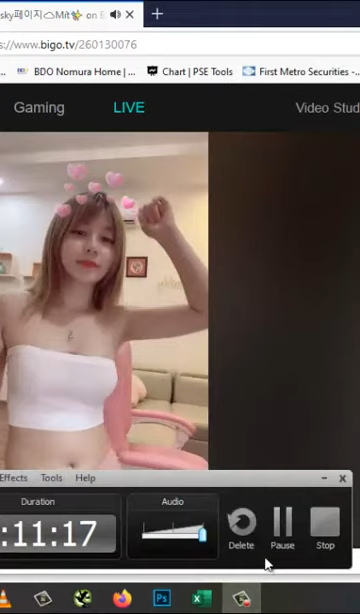 sky페이지
Mít✨ on B
s://www.bigo.tv/260130076
BDO Nomura Home | ...
Chart | PSE Tools
First Metro Securities -
Gaming
LIVE
Video Stud
Effects
Tools
Help
Duration
Audio
:11:17
Delete
Pause
Stop